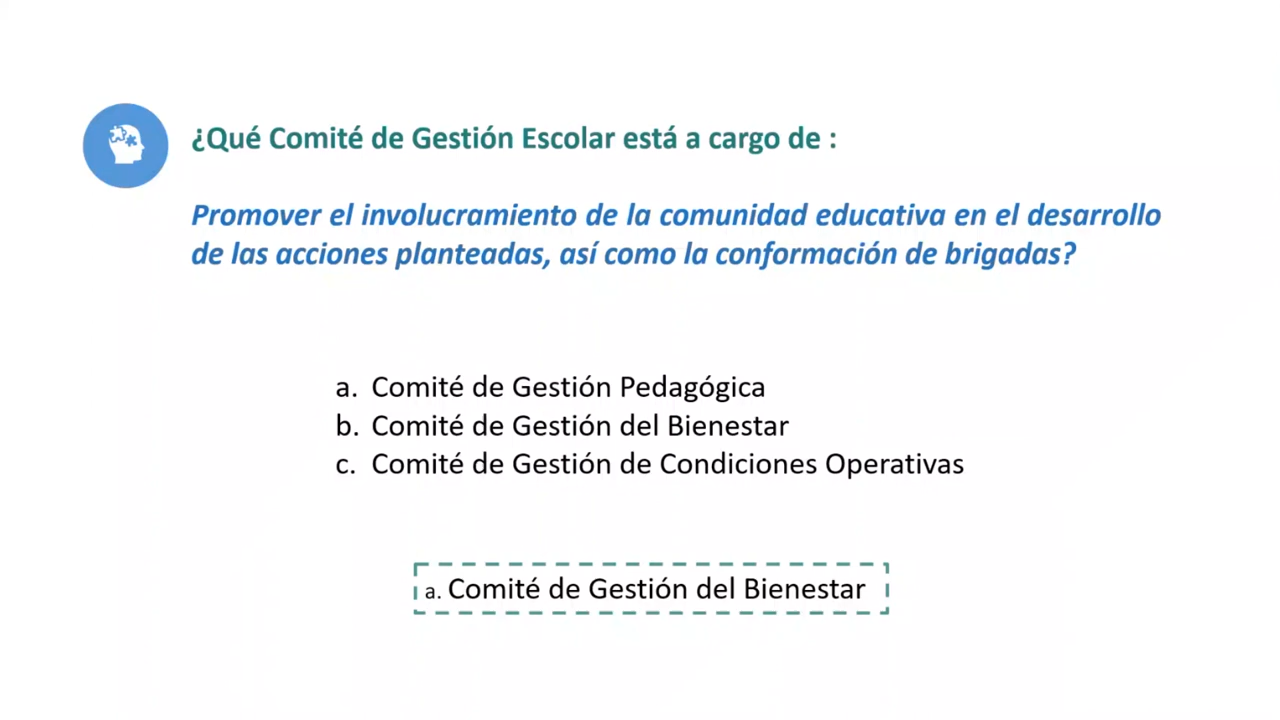 ¿Qué Comité de Gestión Escolar está a cargo de :
Promover el involucramiento de la comunidad educativa en el desarrollo
de las acciones planteadas, así como la conformación de brigadas?
a. Comité de Gestión Pedagógica
b. Comité de Gestión del Bienestar
c. Comité de Gestión de Condiciones Operativas
a. Comité de Gestión del Bienestar